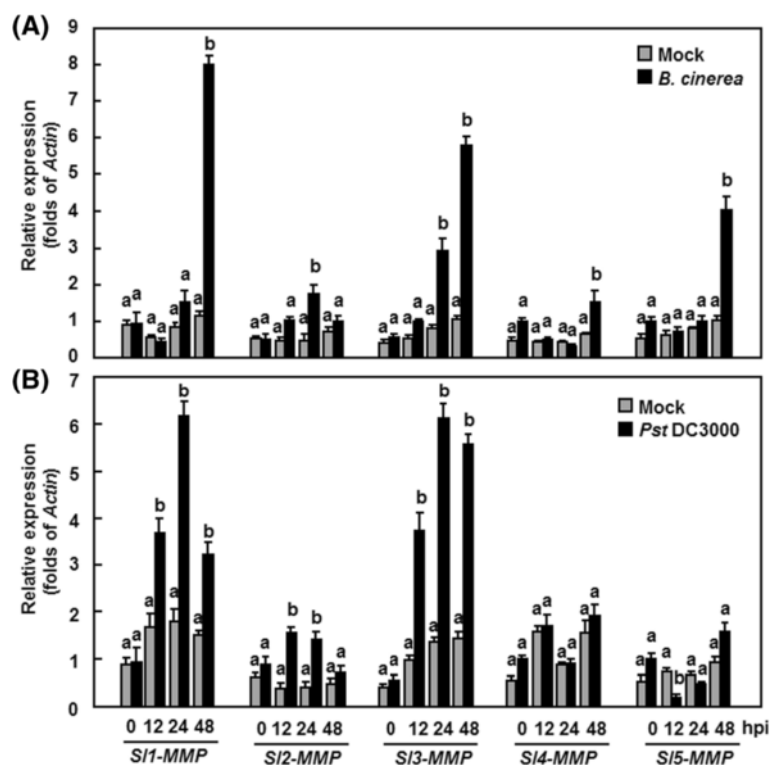 (A)
Relative expression
(folds of Actin)
9
8
7
6
5
4
3
2
1
0
Mock
B. cinerea
a a a a a a a b
a a a a a b a a
a a a a a b a b
a a a a a a a b
a a a a a a a b
(B)
Relative expression
(folds of Actin)
7
6
5
4
3
2
1
0
Mock
Pst DC3000
a a a b a b a b
a a a b a b a a
a a a b a b a b
a a a a a a a a
a a a b a a a a
0 12 24 48 0 12 24 48 0 12 24 48 0 12 24 48 0 12 24 48 hpi
Sl1-MMP Sl2-MMP Sl3-MMP Sl4-MMP Sl5-MMP